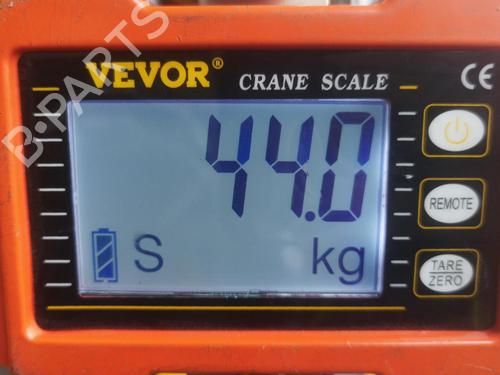 B-PARTS
VEVOR® CRANE SCALE CE
44.0
S kg
REMOTE
TARE
ZERO